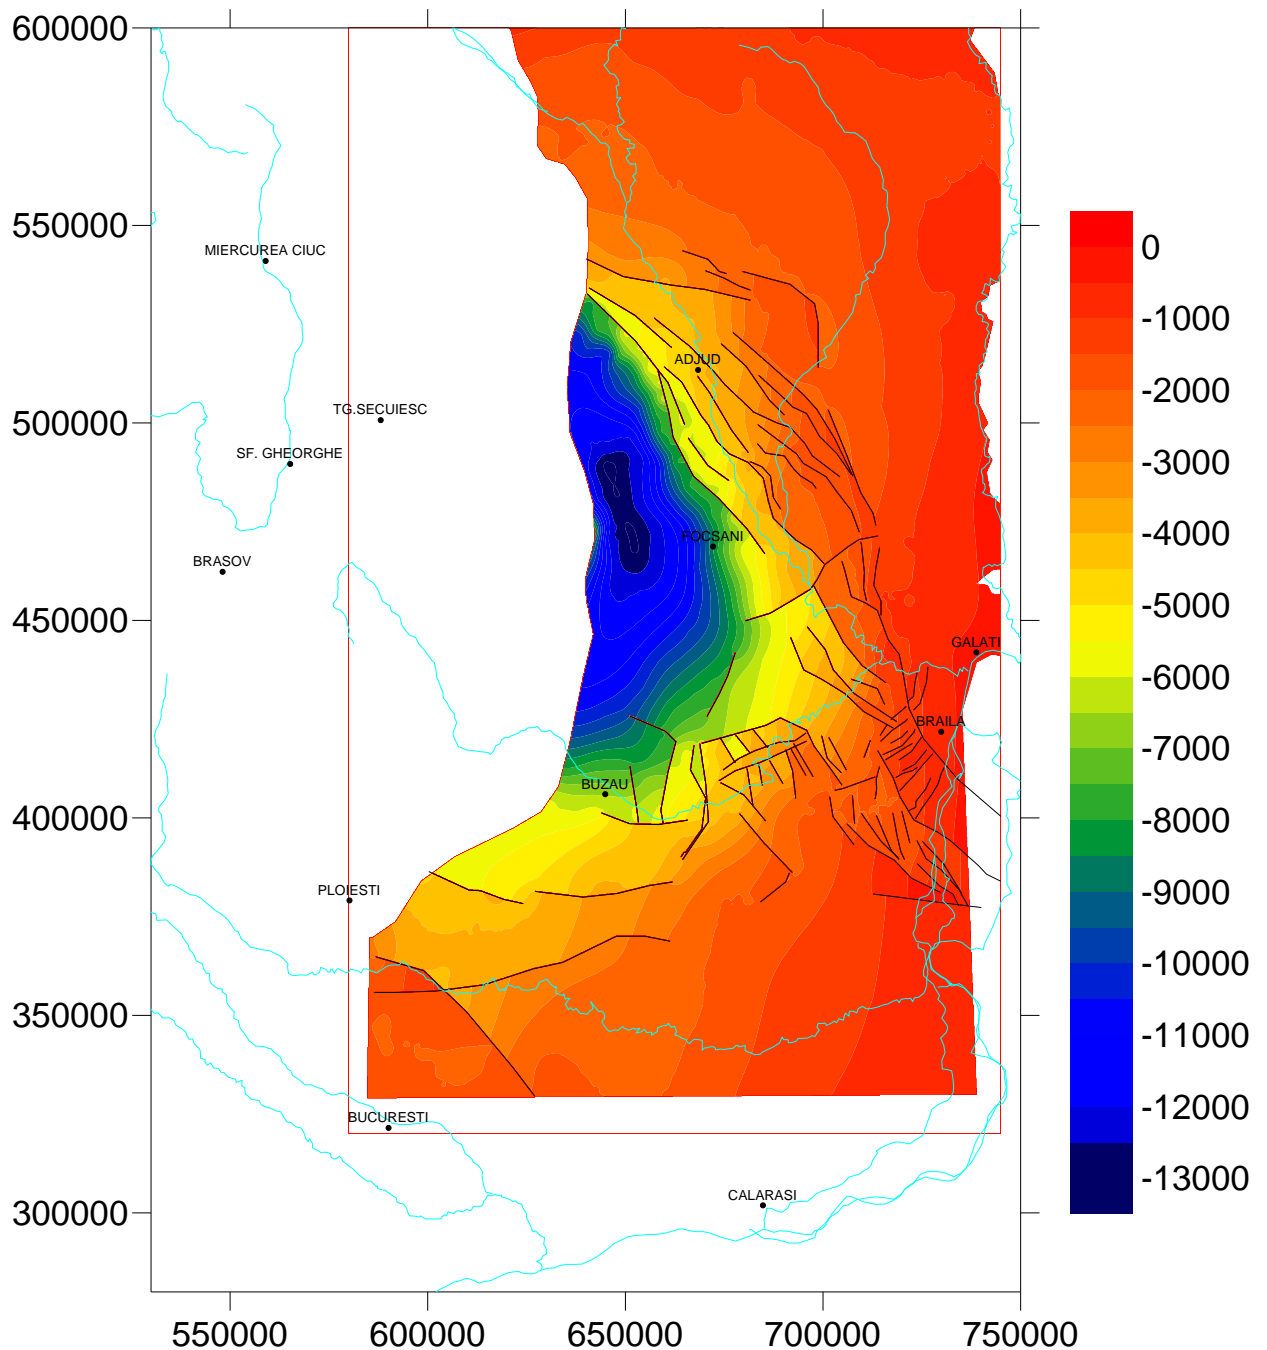 600000
550000
500000
450000
400000
350000
300000
550000
600000
650000
700000
750000
MIERCUREA CIUC
TG.SECUIESC
SF. GHEORGHE
BRASOV
ADJUD
FOCSANI
GALATI
BRAILA
BUZAU
PLOIESTI
BUCURESTI
CALARASI
0
-1000
-2000
-3000
-4000
-5000
-6000
-7000
-8000
-9000
-10000
-11000
-12000
-13000